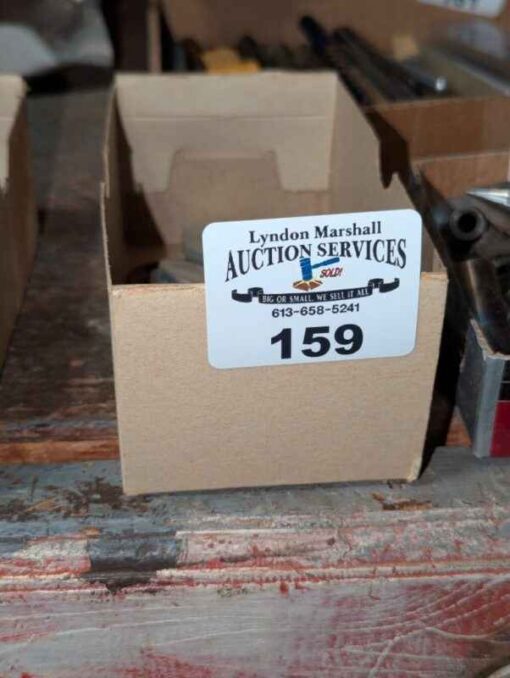 Lyndon Marshall
AUCTION SERVICES
SOLD!
BIG OR SMALL, WE SELL IT ALL
613-658-5241
159